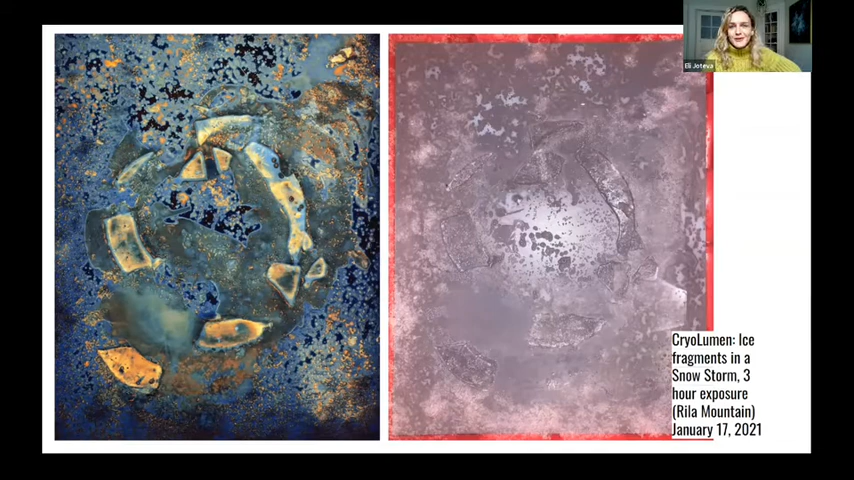 Eli Joteva
CryoLumen: Ice
fragments in a
Snow Storm, 3
hour exposure
(Rila Mountain)
January 17, 2021